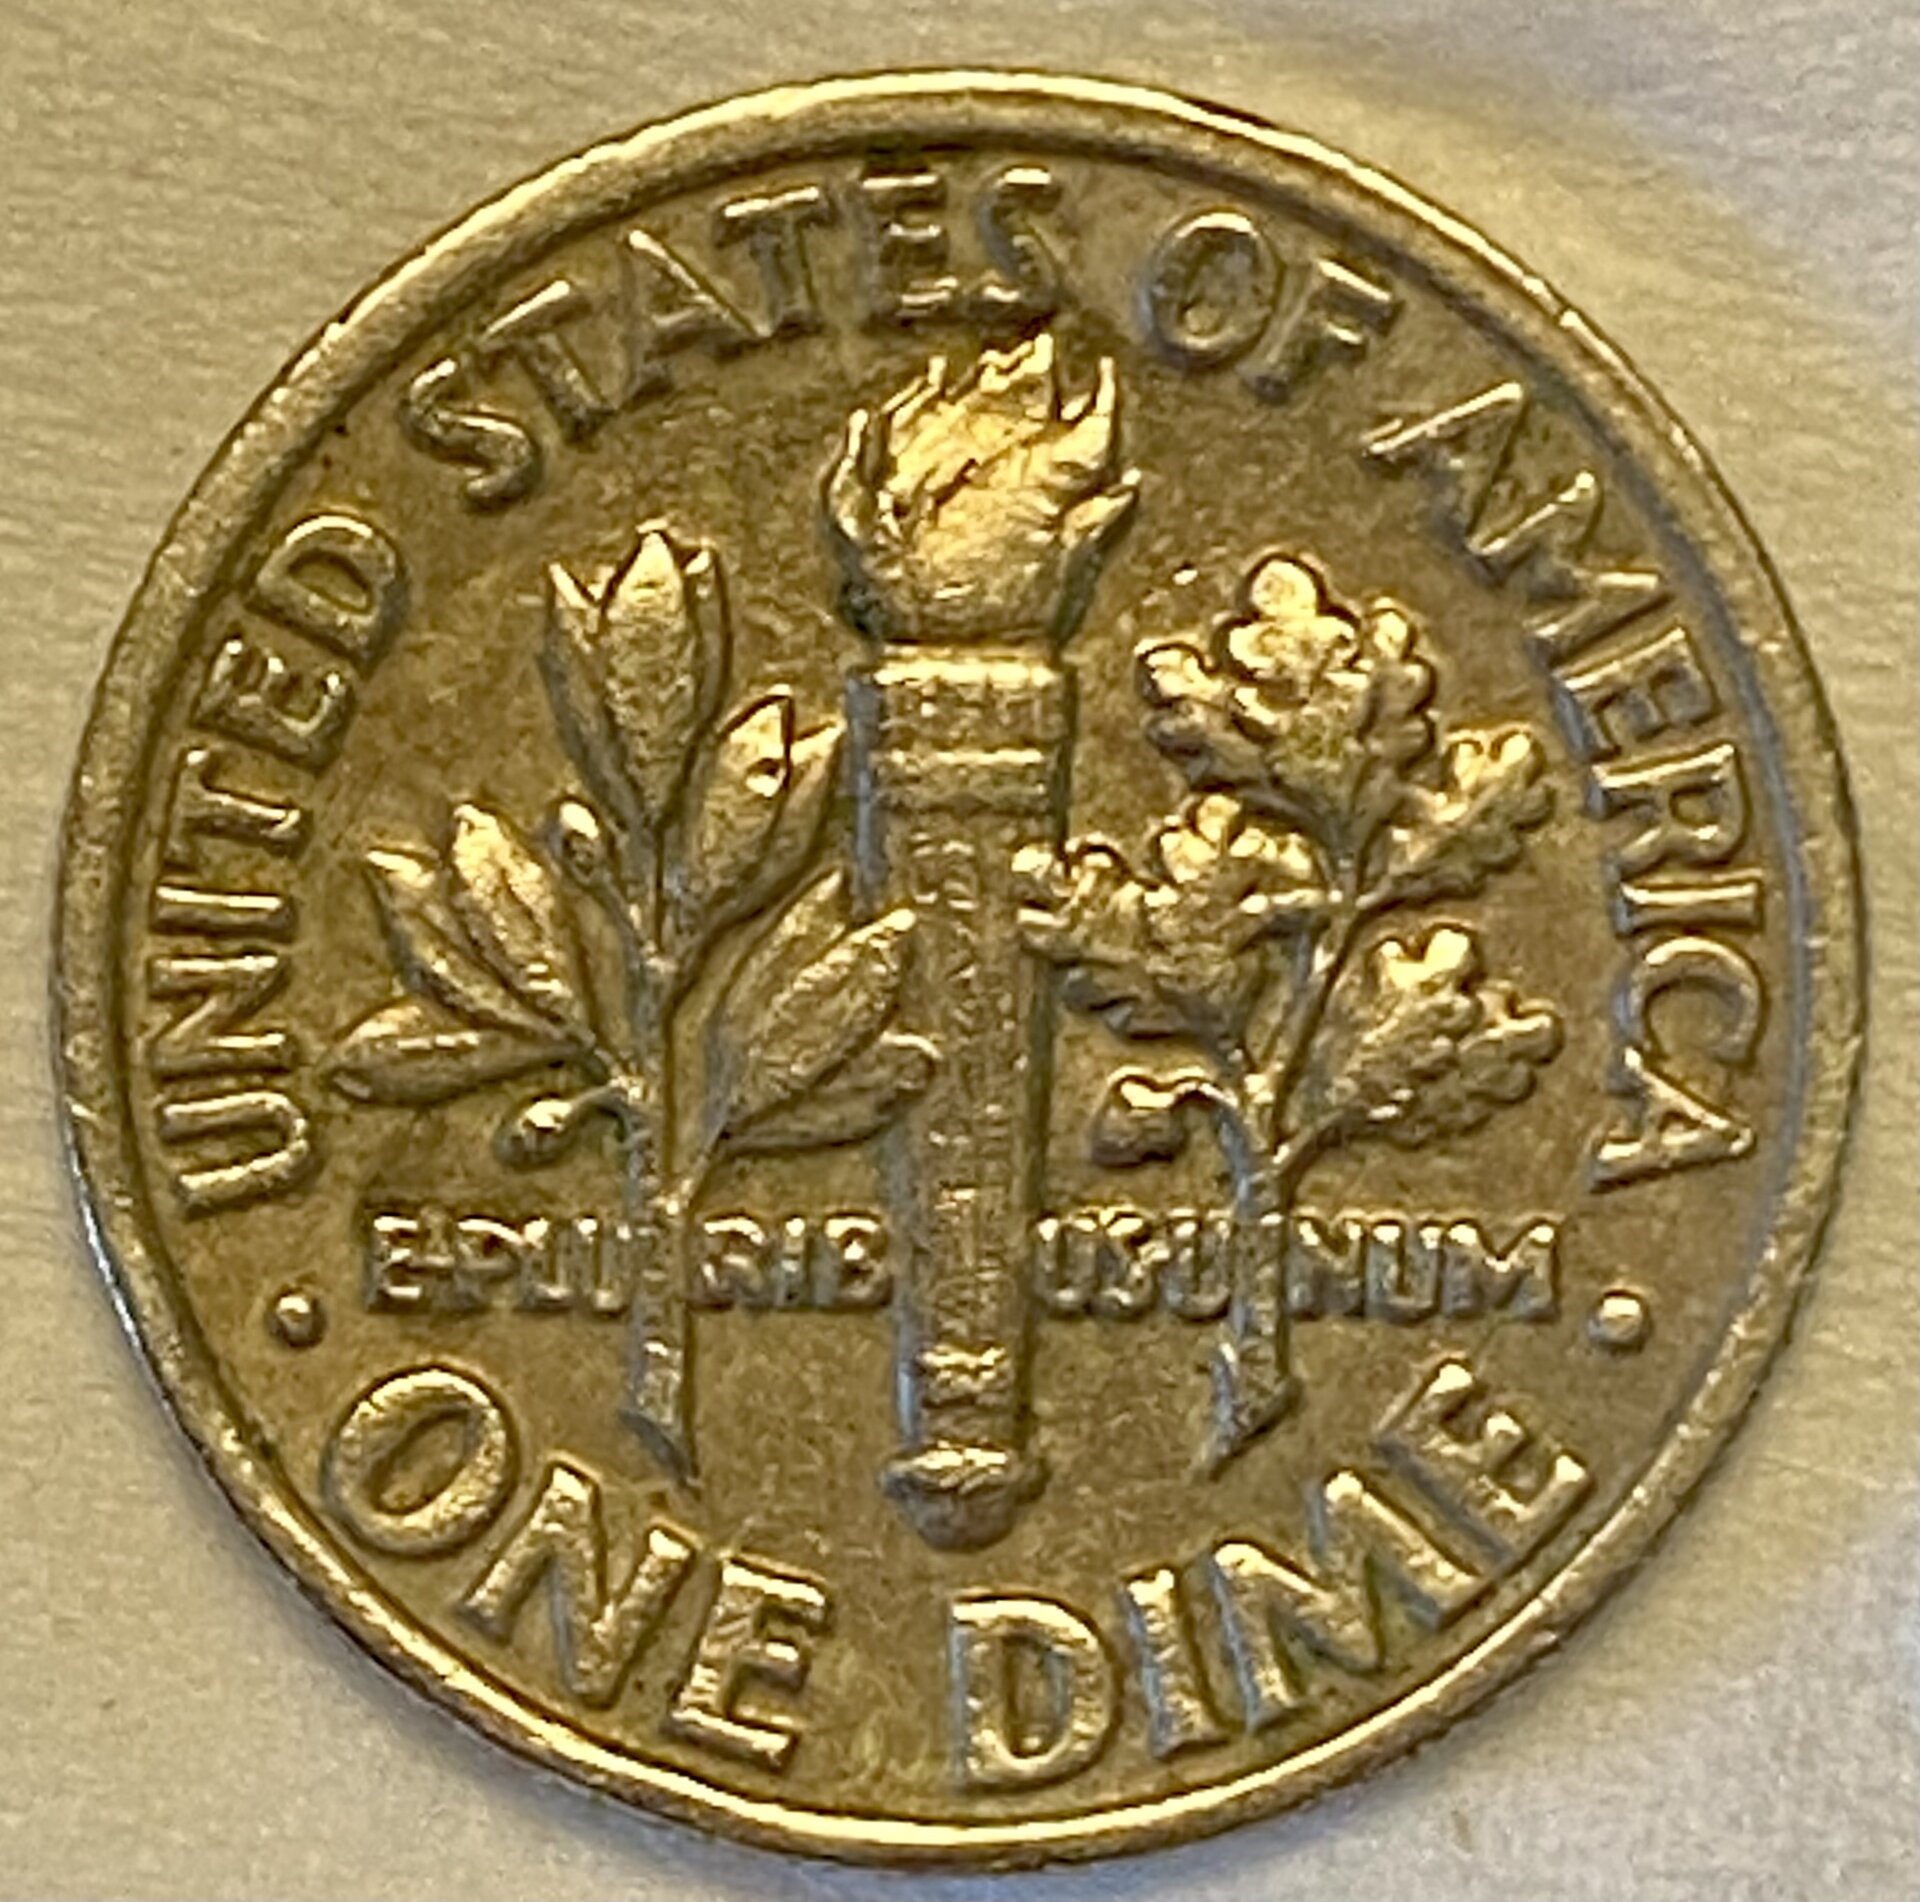 UNITED STATES OF AMERICA
E·PLURIBUS UNUM
· ONE DIME ·